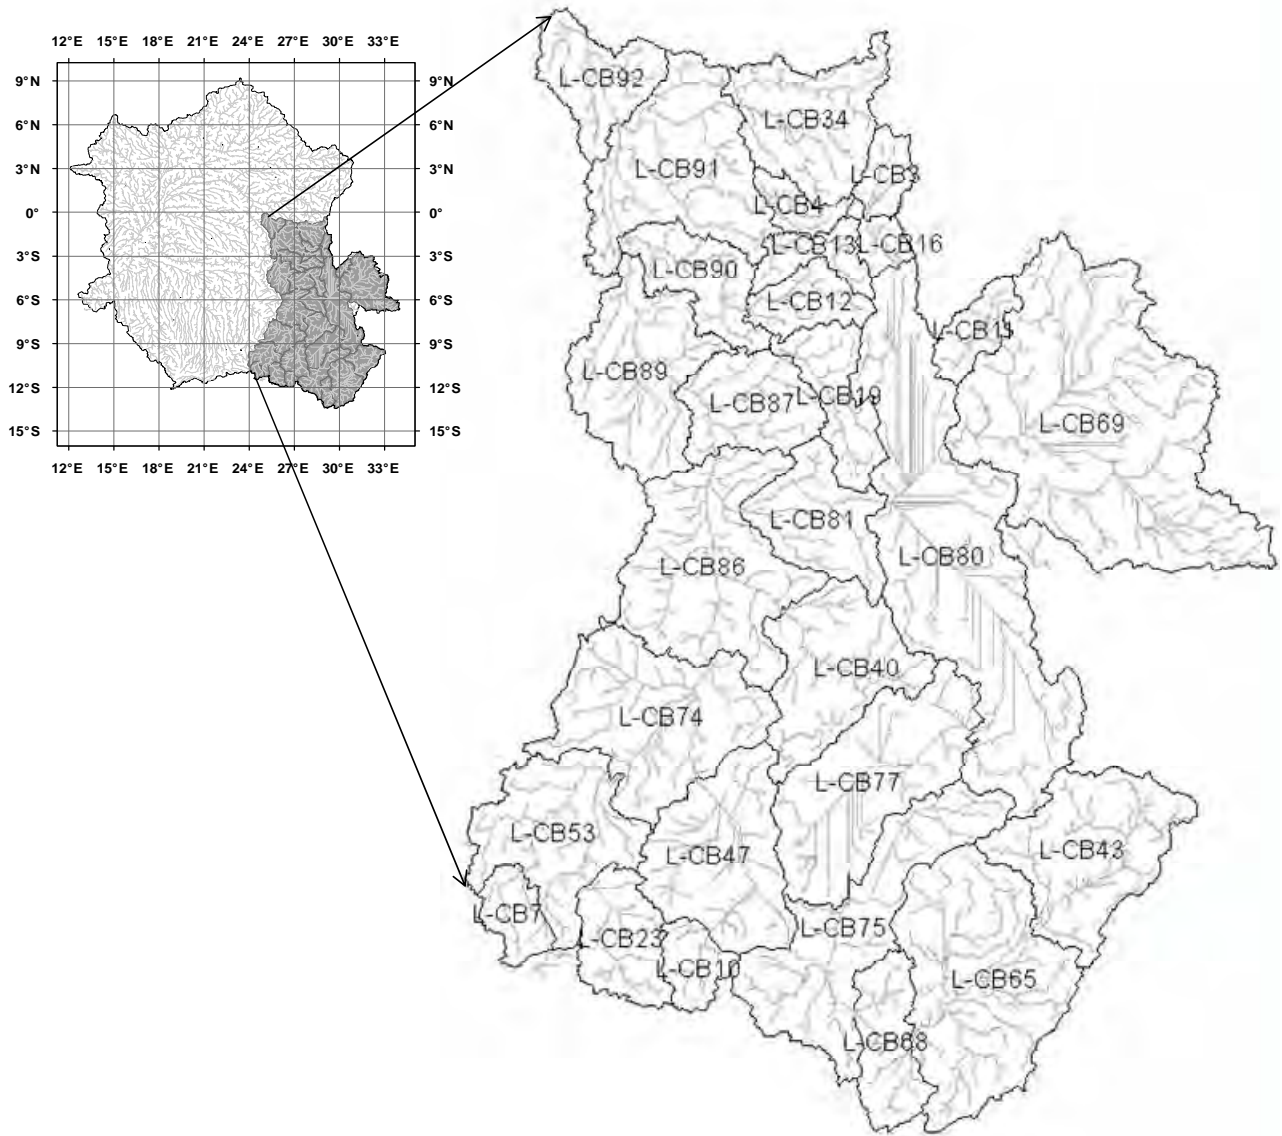 12°E 15°E 18°E 21°E 24°E 27°E 30°E 33°E
9°N 9°N
6°N 6°N
3°N 3°N
0° 0°
3°S 3°S
6°S 6°S
9°S 9°S
12°S 12°S
15°S 15°S
12°E 15°E 18°E 21°E 24°E 27°E 30°E 33°E
L-CB92
L-CB34
L-CB91
L-CB3
L-CB4
L-CB13
L-CB16
L-CB90
L-CB12
L-CB11
L-CB89
L-CB87
L-CB19
L-CB69
L-CB81
L-CB80
L-CB86
L-CB40
L-CB74
L-CB77
L-CB53
L-CB47
L-CB43
L-CB7
L-CB23
L-CB75
L-CB10
L-CB65
L-CB68